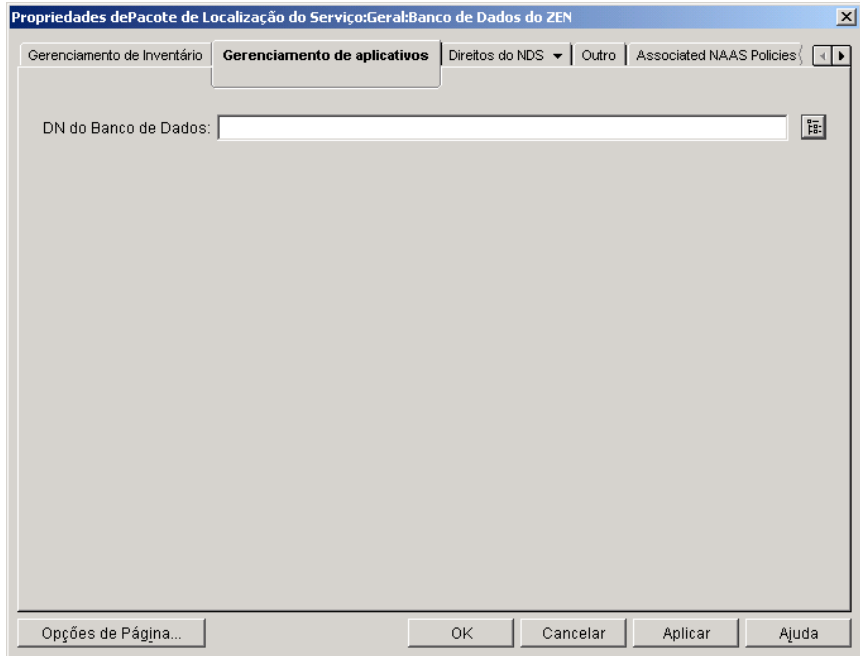 Propriedades dePacote de Localização do Serviço:Geral:Banco de Dados do ZEN
Gerenciamento de Inventário Gerenciamento de aplicativos Direitos do NDS Outro Associated NAAS Policies
DN do Banco de Dados:
Opções de Página... OK Cancelar Aplicar Ajuda